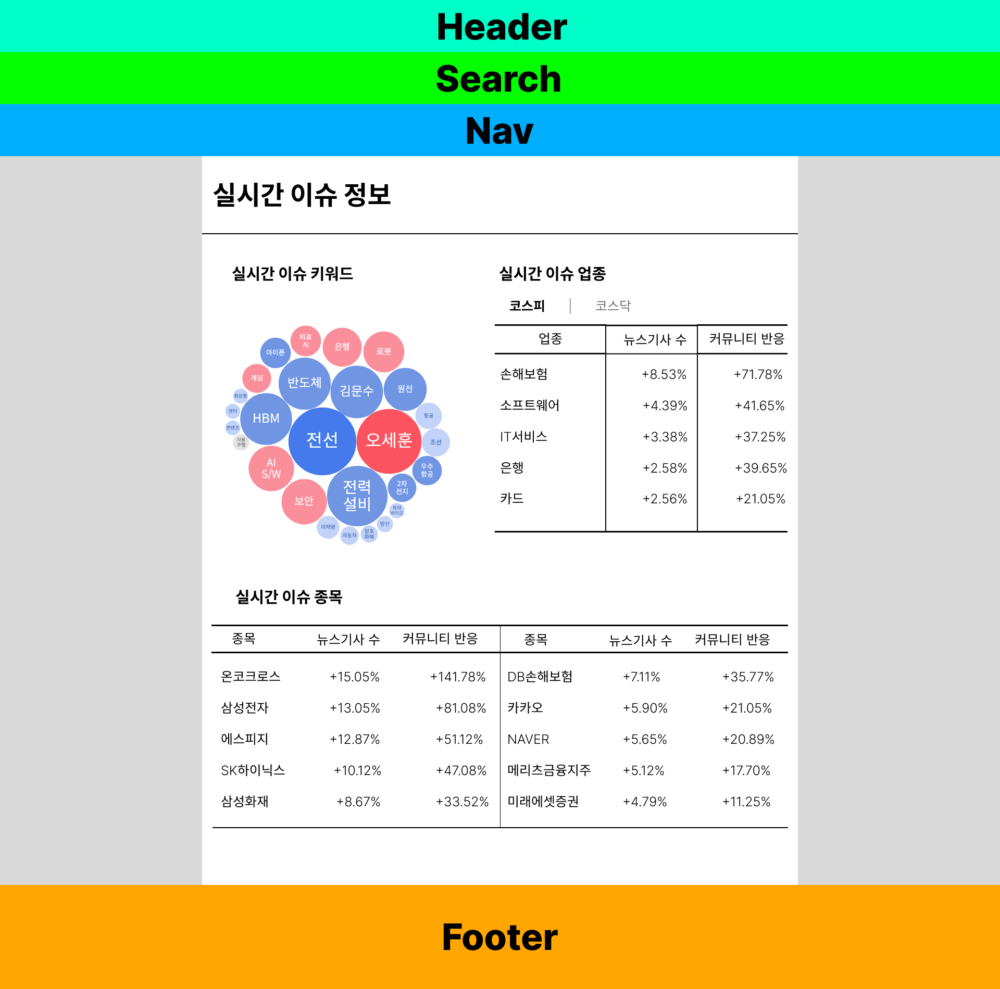 Header
Search
Nav
실시간 이슈 정보
실시간 이슈 키워드
의료
AI
은행
로봇
아이폰
게임
반도체
김문수
원전
화장품
엔터
HBM
콘텐츠
자율
주행
전선
오세훈
항공
조선
AI
S/W
우주
항공
전력
설비
2차
전지
보안
제약
바이오
방산
이재명
자동차
암호
화폐
실시간 이슈 업종
코스피 | 코스닥
업종 뉴스기사 수 커뮤니티 반응
손해보험 +8.53% +71.78%
소프트웨어 +4.39% +41.65%
IT서비스 +3.38% +37.25%
은행 +2.58% +39.65%
카드 +2.56% +21.05%
실시간 이슈 종목
종목 뉴스기사 수 커뮤니티 반응 종목 뉴스기사 수 커뮤니티 반응
온코크로스 +15.05% +141.78% DB손해보험 +7.11% +35.77%
삼성전자 +13.05% +81.08% 카카오 +5.90% +21.05%
에스피지 +12.87% +51.12% NAVER +5.65% +20.89%
SK하이닉스 +10.12% +47.08% 메리츠금융지주 +5.12% +17.70%
삼성화재 +8.67% +33.52% 미래에셋증권 +4.79% +11.25%
Footer